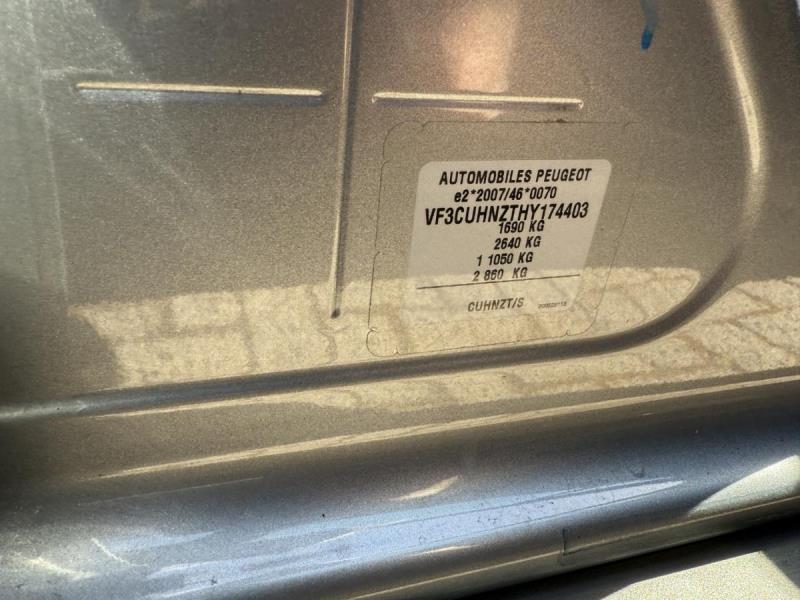 AUTOMOBILES PEUGEOT
e2*2007/46*0070
VF3CUHNZTHY174403
1690 KG
2640 KG
1 1050 KG
2 860 KG
CUHNZT/S